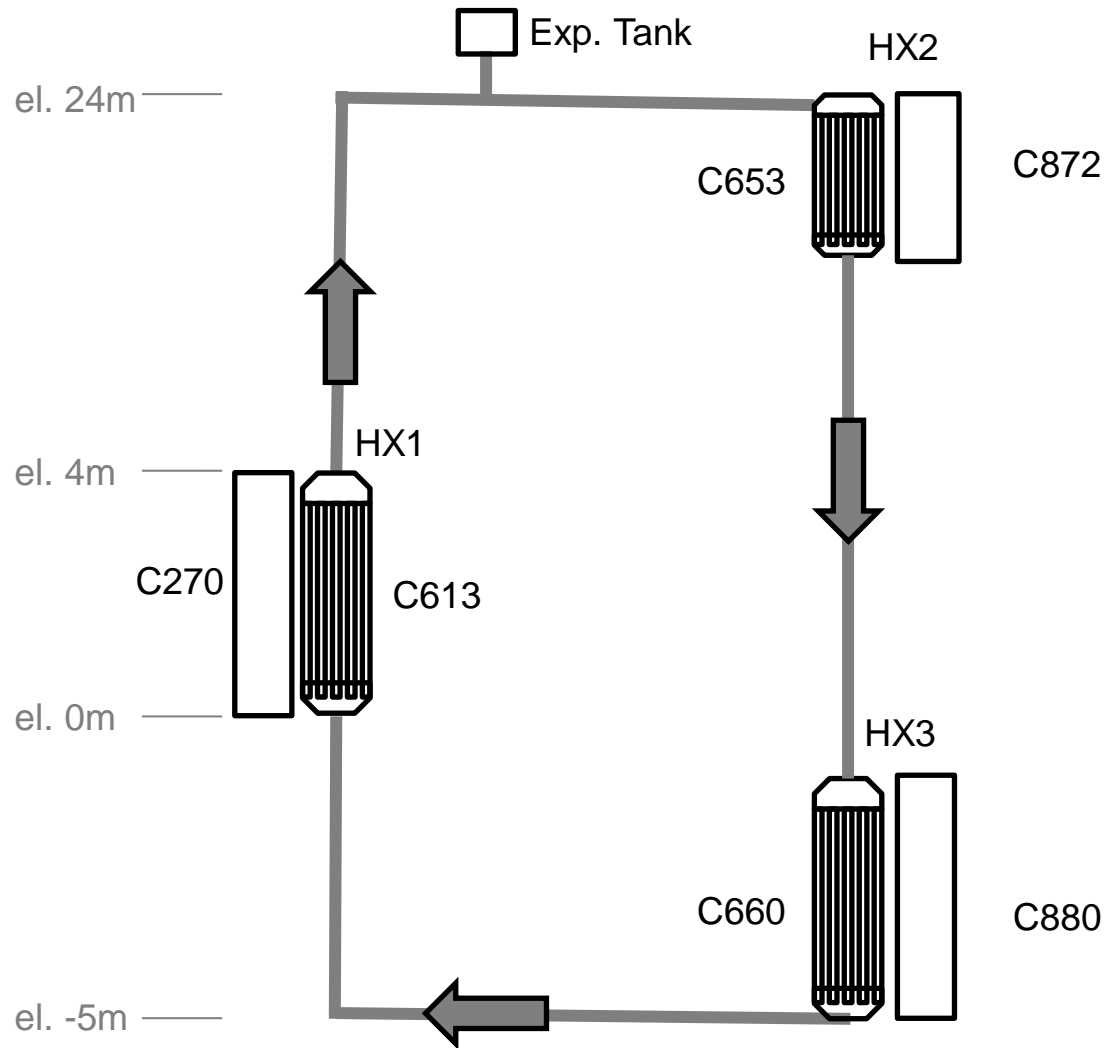 Exp. Tank
HX2
el. 24m
C653
C872
HX1
el. 4m
C270
C613
el. 0m
HX3
C660
C880
el. -5m